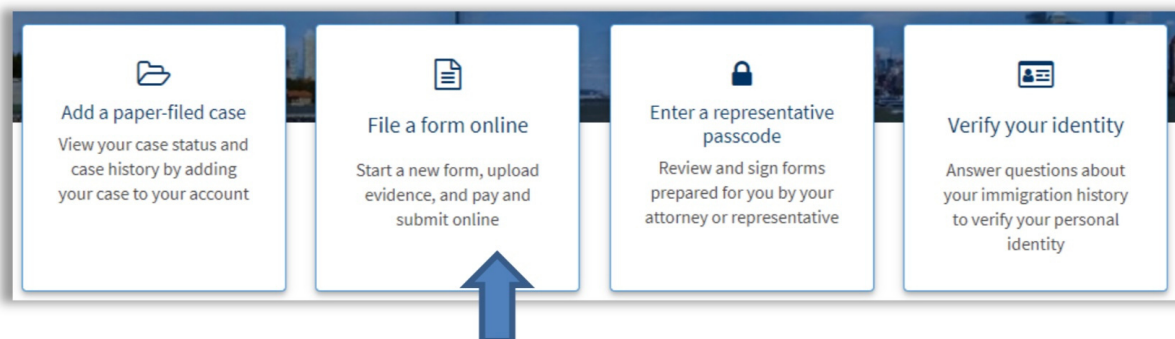 Add a paper-filed case
View your case status and
case history by adding
your case to your account
File a form online
Start a new form, upload
evidence, and pay and
submit online
Enter a representative
passcode
Review and sign forms
prepared for you by your
attorney or representative
Verify your identity
Answer questions about
your immigration history
to verify your personal
identity